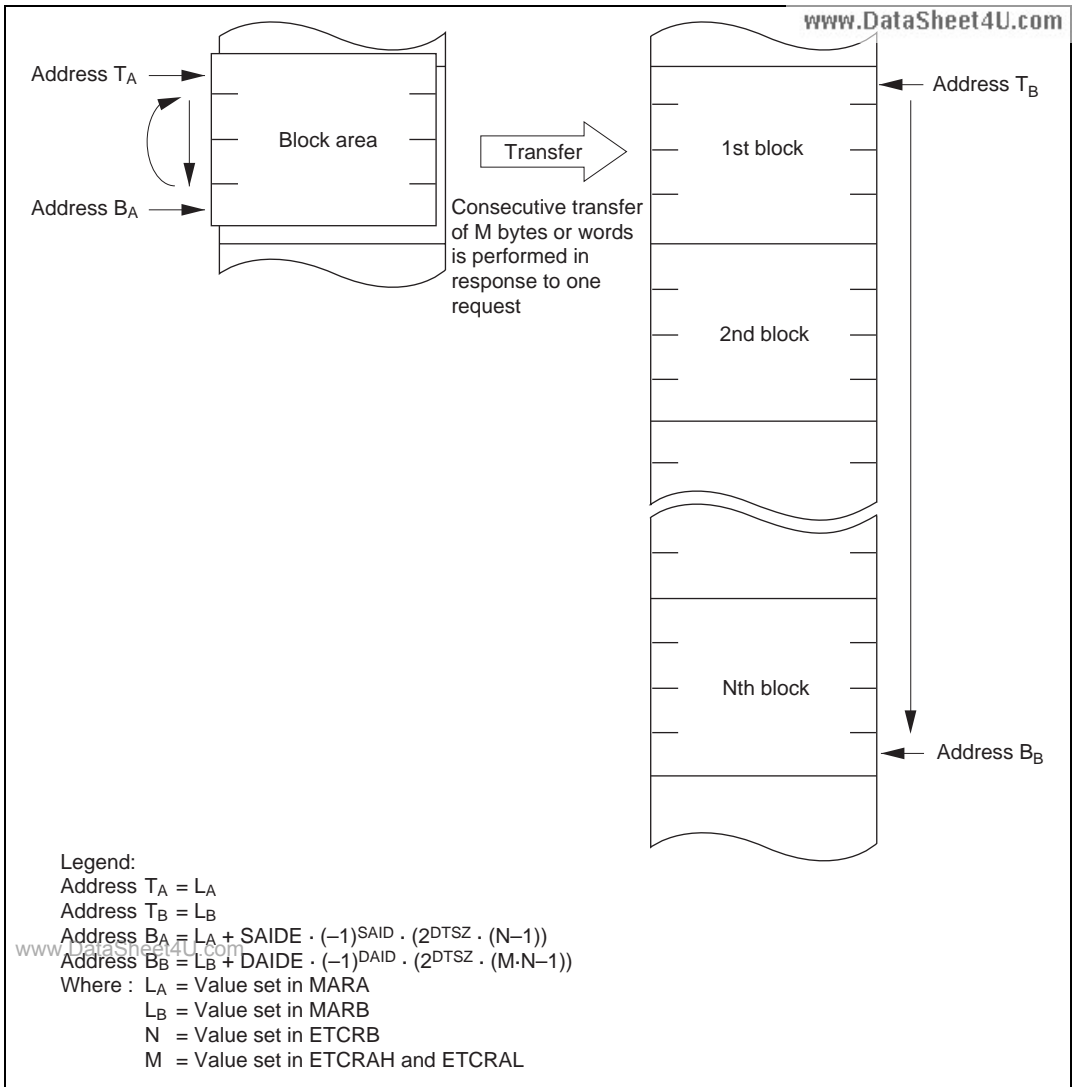 www.DataSheet4U.com
Address TA
Block area
Address BA
Transfer
Consecutive transfer
of M bytes or words
is performed in
response to one
request
Address TB
1st block
2nd block
Nth block
Address BB
Legend:
Address TA = LA
Address TB = LB
Address BA = LA + SAIDE · (–1)^SAID · (2^DTSZ · (N–1))
www.DataSheet4U.com
Address BB = LB + DAIDE · (–1)^DAID · (2^DTSZ · (M·N–1))
Where : LA = Value set in MARA
LB = Value set in MARB
N = Value set in ETCRB
M = Value set in ETCRAH and ETCRAL